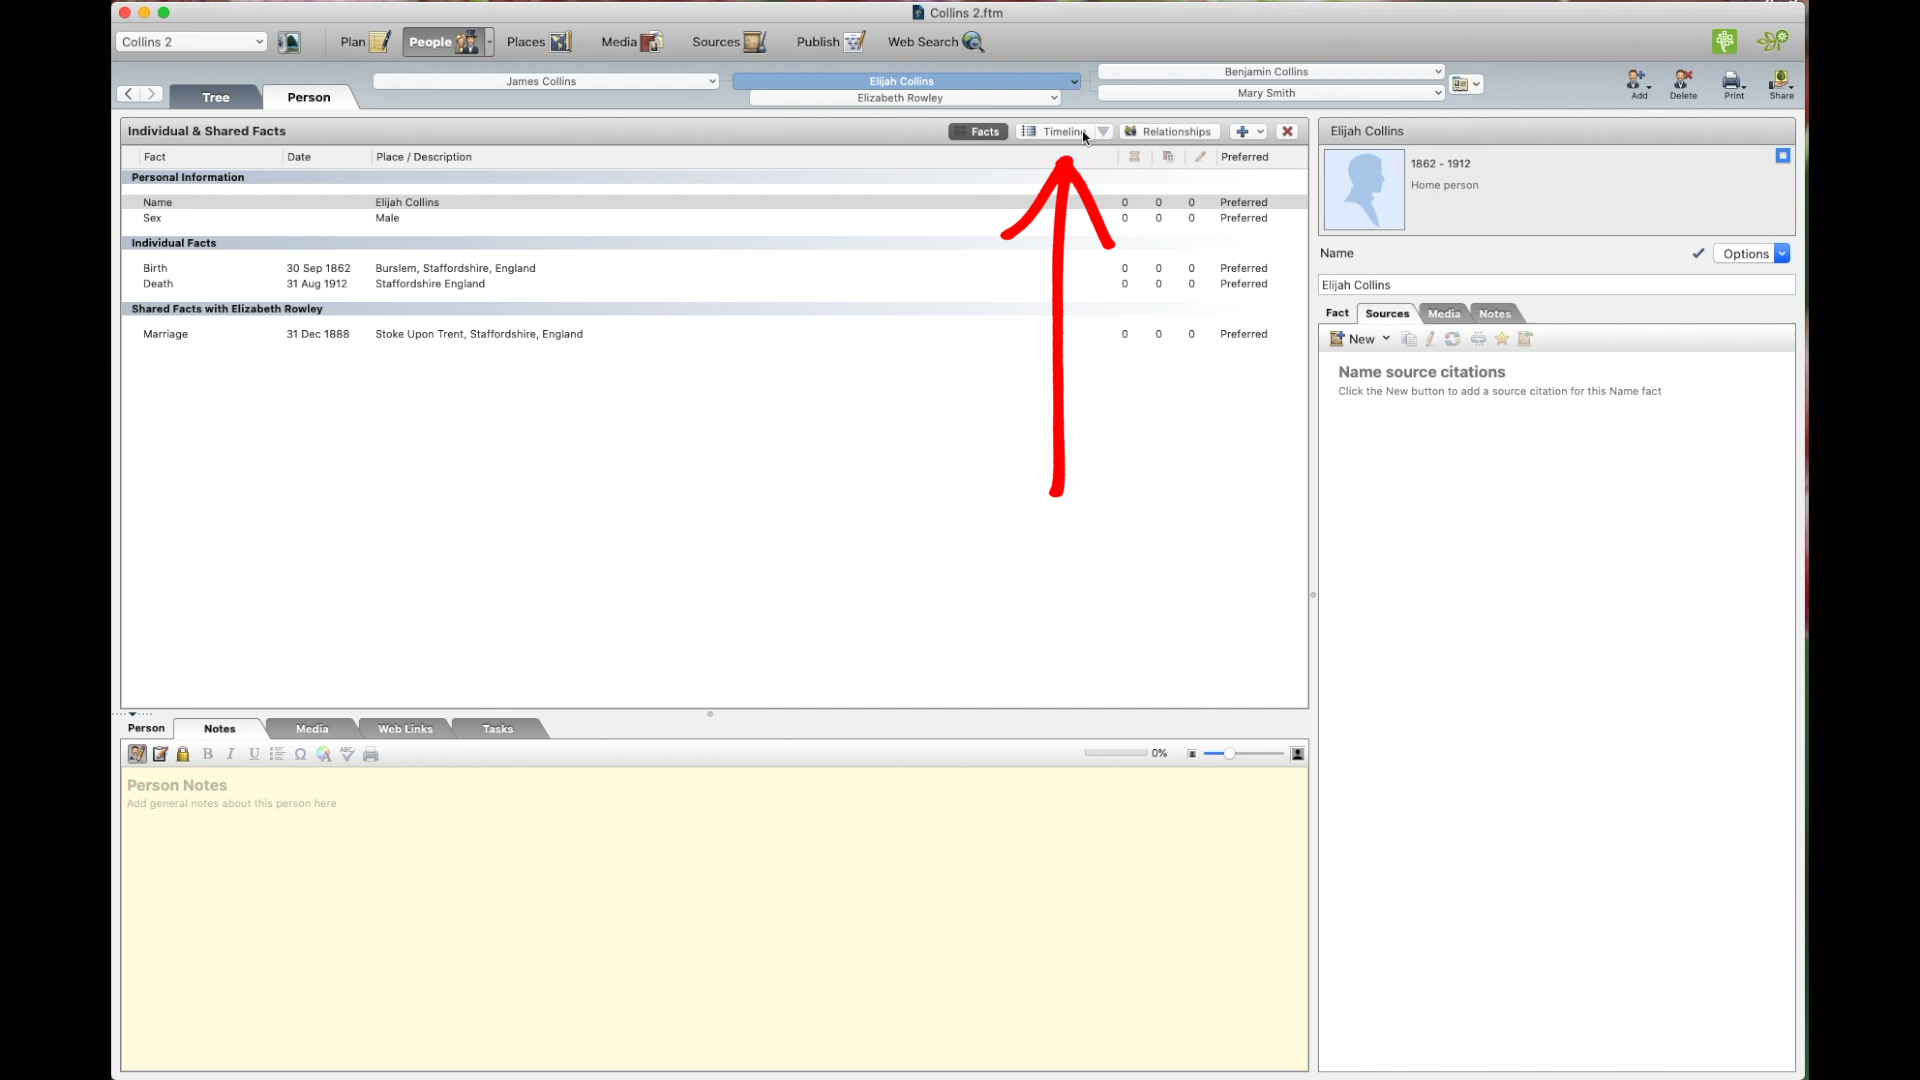 Collins 2.ftm
Collins 2
Plan
People
Places
Media
Sources
Publish
Web Search
Tree
Person
James Collins
Elijah Collins
Elizabeth Rowley
Benjamin Collins
Mary Smith
Add
Delete
Print
Share
Individual & Shared Facts
Facts
Timeline
Relationships
Fact Date Place / Description Preferred
Personal Information
Name Elijah Collins 0 0 0 Preferred
Sex Male 0 0 0 Preferred
Individual Facts
Birth 30 Sep 1862 Burslem, Staffordshire, England 0 0 0 Preferred
Death 31 Aug 1912 Staffordshire England 0 0 0 Preferred
Shared Facts with Elizabeth Rowley
Marriage 31 Dec 1888 Stoke Upon Trent, Staffordshire, England 0 0 0 Preferred
Elijah Collins
1862 - 1912
Home person
Name
Options
Elijah Collins
Fact Sources Media Notes
New
Name source citations
Click the New button to add a source citation for this Name fact
Person Notes Media Web Links Tasks
B I U Ω A ABC
0%
Person Notes
Add general notes about this person here